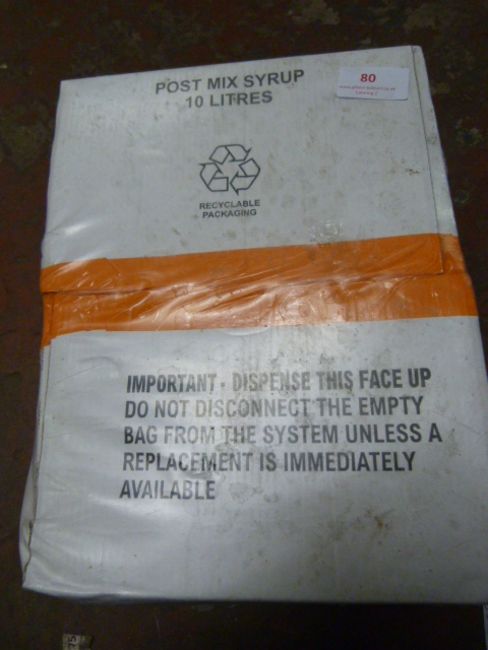 POST MIX SYRUP
10 LITRES
80
RECYCLABLE
PACKAGING
IMPORTANT - DISPENSE THIS FACE UP
DO NOT DISCONNECT THE EMPTY
BAG FROM THE SYSTEM UNLESS A
REPLACEMENT IS IMMEDIATELY
AVAILABLE